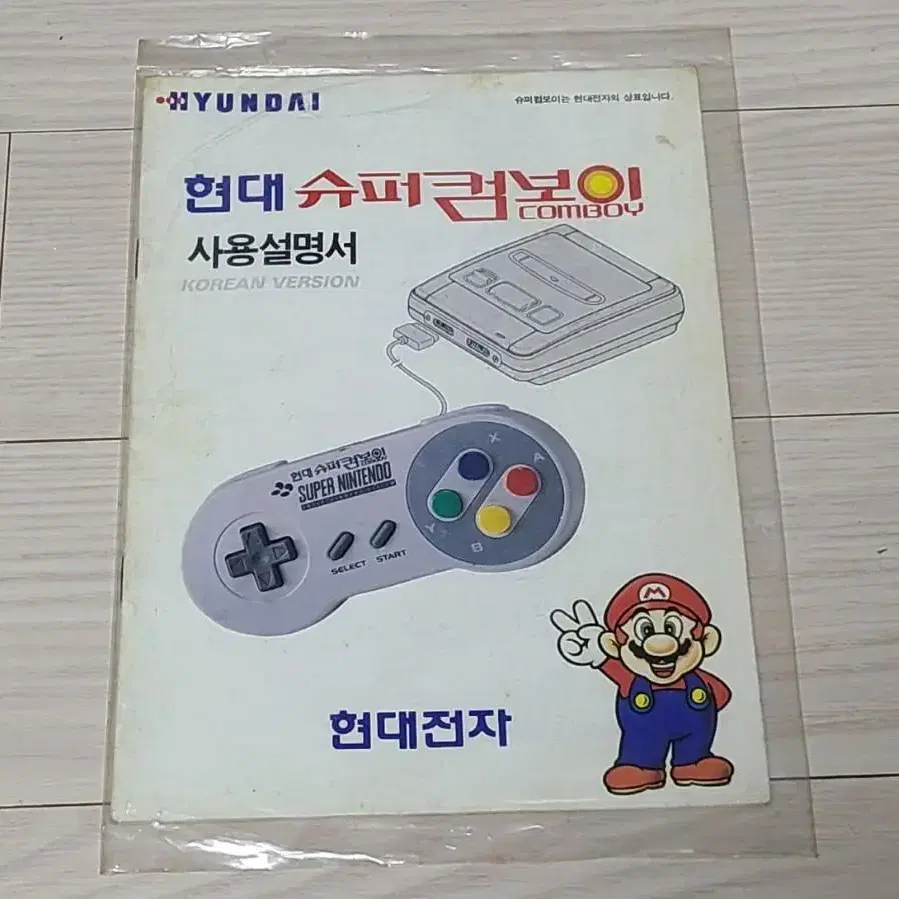 HYUNDAI
슈퍼컴보이는 현대전자의 상표입니다.
현대 슈퍼컴보이
COMBOY
사용설명서
KOREAN VERSION
현대 슈퍼컴보이
COMBOY
SUPER NINTENDO
X
A
Y
B
SELECT
START
M
현대전자